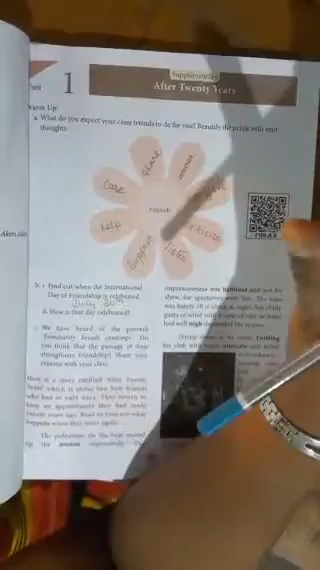 Unit
1
Supplementary
After Twenty Years
Warm Up:
a. What do you expect your close friends to do for you? Beautify the petals with your
thoughts.
Share
entertain
Care
help
Friends
Support
listen
b. i. Find out when the International
Day of Friendship is celebrated.
July 30th
ii. How is that day celebrated?
c. We have heard of the proverb
'Familiarity breeds contempt'. Do
you think that the passage of time
strengthens friendship? Share your
reasons with your class.
Here is a story entitled 'After Twenty
Years' which is about two best friends
who had to part ways. They return to
keep an appointment they had made
twenty years ago. Read to find out what
happens when they meet again.
The policeman on the beat moved
up the avenue impressively. The
impressiveness was habitual and not for
show, for spectators were few. The time
was barely 10 o'clock at night, but chilly
gusts of wind with a taste of rain in them
had well nigh depeopled the streets.
Trying doors as he went, twirling
his club with many intricate and artful